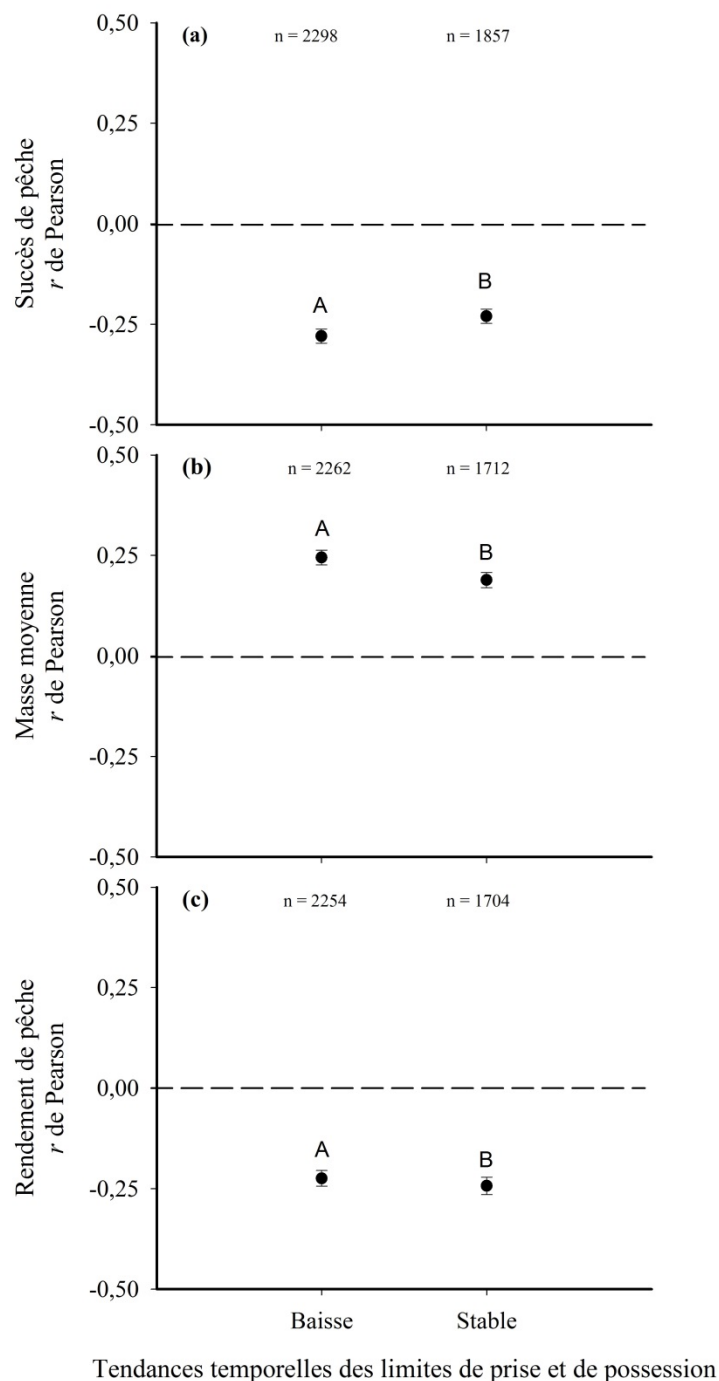 (a)
n = 2298 n = 1857
0,50
0,25
0,00
-0,25
-0,50
Succès de pêche
r de Pearson
A
B
(b)
n = 2262 n = 1712
0,50
0,25
0,00
-0,25
-0,50
Masse moyenne
r de Pearson
A
B
(c)
n = 2254 n = 1704
0,50
0,25
0,00
-0,25
-0,50
Rendement de pêche
r de Pearson
A
B
Baisse Stable
Tendances temporelles des limites de prise et de possession